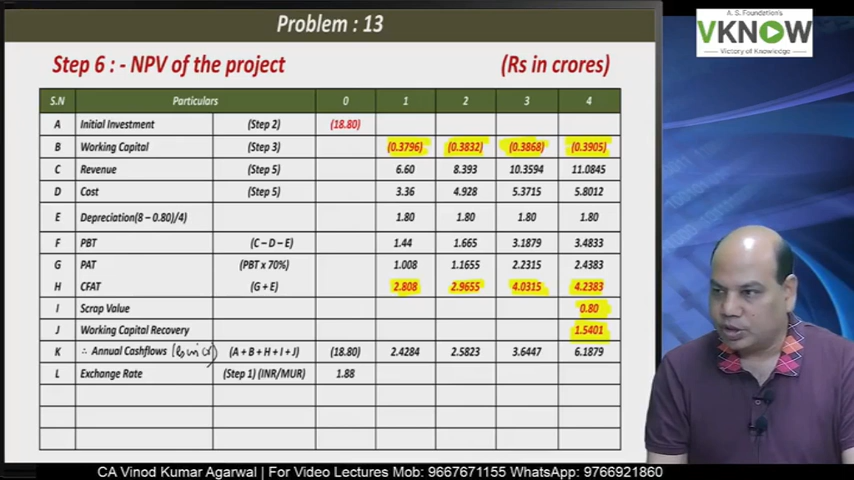 Problem : 13
A. S. Foundation's
VKNOW
Victory of Knowledge
Step 6 : - NPV of the project (Rs in crores)
S.N Particulars 0 1 2 3 4
A Initial Investment (Step 2) (18.80)
B Working Capital (Step 3) (0.3796) (0.3832) (0.3868) (0.3905)
C Revenue (Step 5) 6.60 8.393 10.3594 11.0845
D Cost (Step 5) 3.36 4.928 5.3715 5.8012
E Depreciation(8 – 0.80)/4) 1.80 1.80 1.80 1.80
F PBT (C – D – E) 1.44 1.665 3.1879 3.4833
G PAT (PBT x 70%) 1.008 1.1655 2.2315 2.4383
H CFAT (G + E) 2.808 2.9655 4.0315 4.2383
I Scrap Value 0.80
J Working Capital Recovery 1.5401
K ∴ Annual Cashflows (A + B + H + I + J) (18.80) 2.4284 2.5823 3.6447 6.1879
L Exchange Rate (Step 1) (INR/MUR) 1.88
CA Vinod Kumar Agarwal | For Video Lectures Mob: 9667671155 WhatsApp: 9766921860